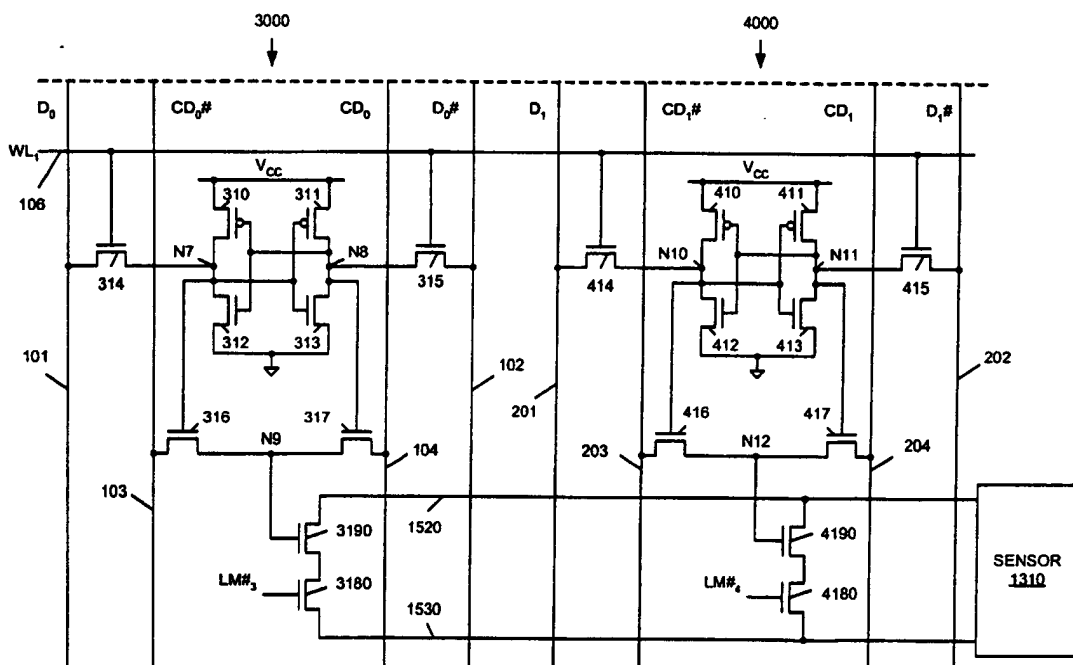 3000 4000
D₀ CD₀# CD₀ D₀# D₁ CD₁# CD₁ D₁#
WL₁
106
V_CC V_CC
310 311 410 411
N7 N8 N10 N11
314 315 414 415
312 313 412 413
101 102 201 202
316 317 416 417
N9 N12
103 104 203 204
1520
3190 4190
SENSOR
1310
LM#₃ 3180 LM#₄ 4180
1530